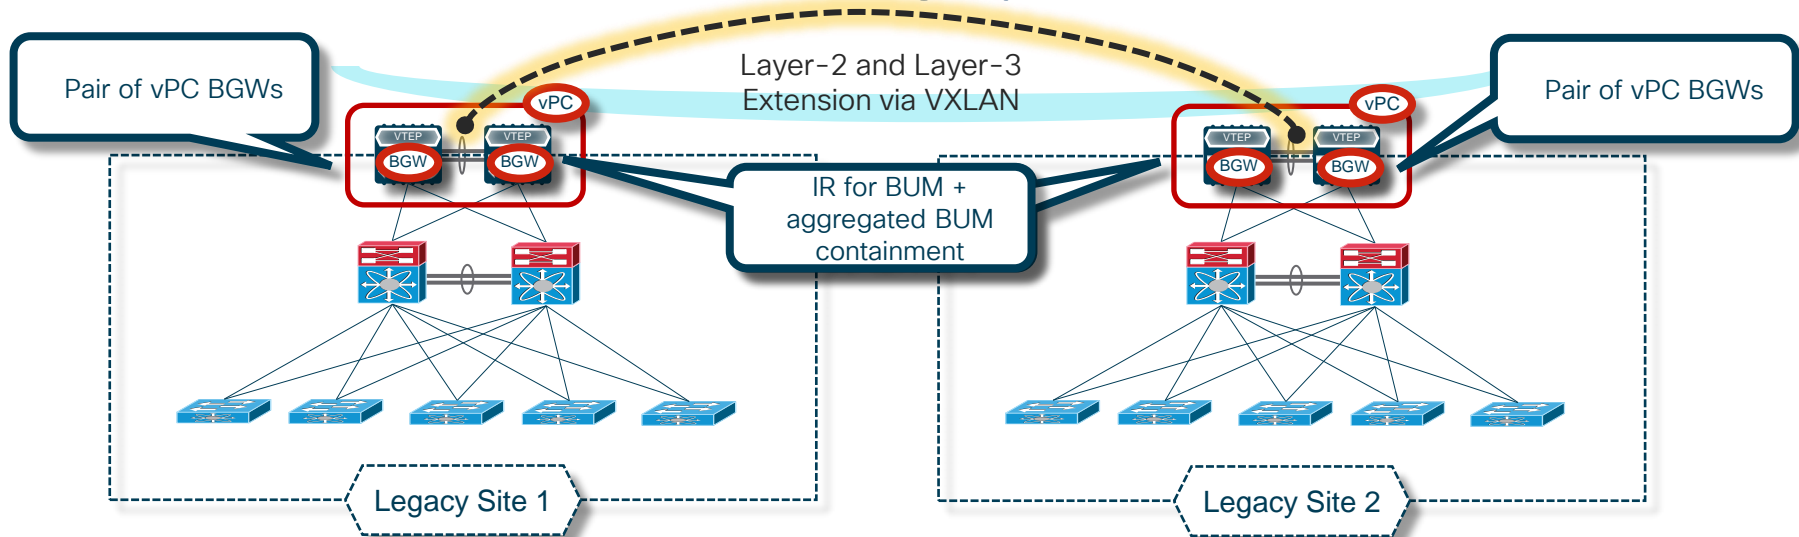 Layer-2 and Layer-3
Extension via VXLAN
Pair of vPC BGWs
Pair of vPC BGWs
vPC
vPC
VTEP
VTEP
VTEP
VTEP
BGW
BGW
BGW
BGW
IR for BUM +
aggregated BUM
containment
Legacy Site 1
Legacy Site 2